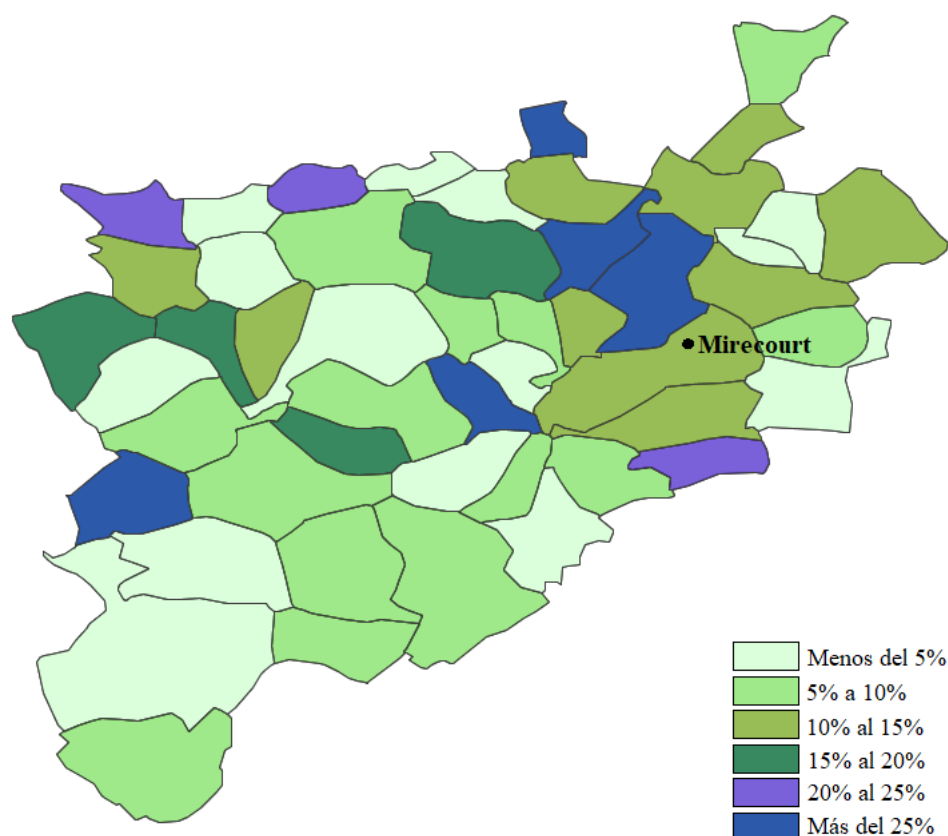 Mirecourt
Menos del 5%
5% a 10%
10% al 15%
15% al 20%
20% al 25%
Más del 25%